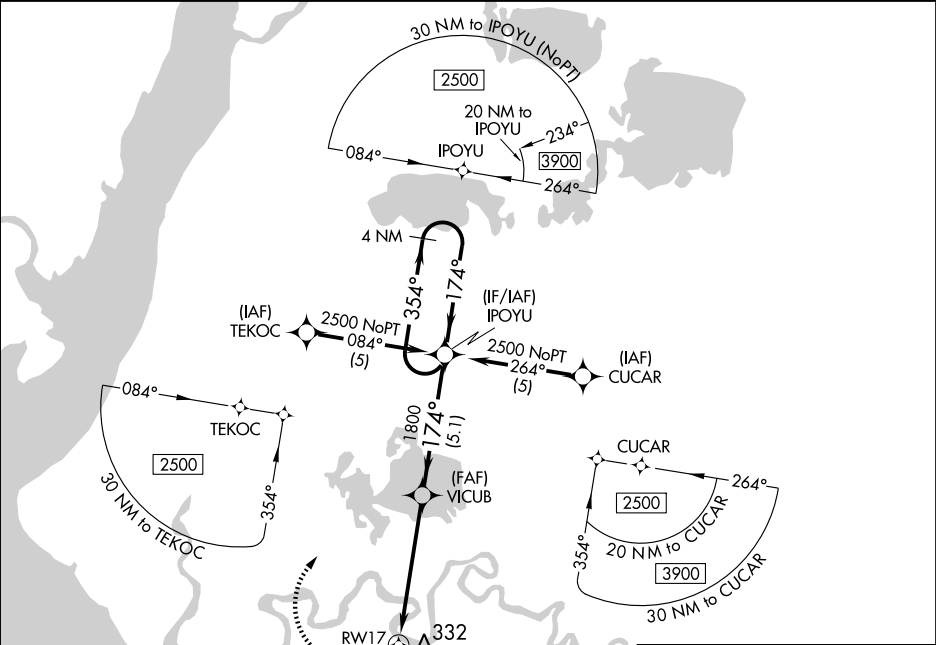 30 NM to IPOYU (NoPT)
2500
20 NM to
IPOYU
234°
084°
IPOYU
3900
264°
4 NM
354°
174°
(IF/IAF)
IPOYU
(IAF)
TEKOC
2500 NoPT
084°
(5)
2500 NoPT
264°
(5)
(IAF)
CUCAR
1800
174°
(5.1)
084°
TEKOC
2500
354°
30 NM to TEKOC
(FAF)
VICUB
CUCAR
264°
2500
354°
20 NM to CUCAR
3900
30 NM to CUCAR
RW17
332